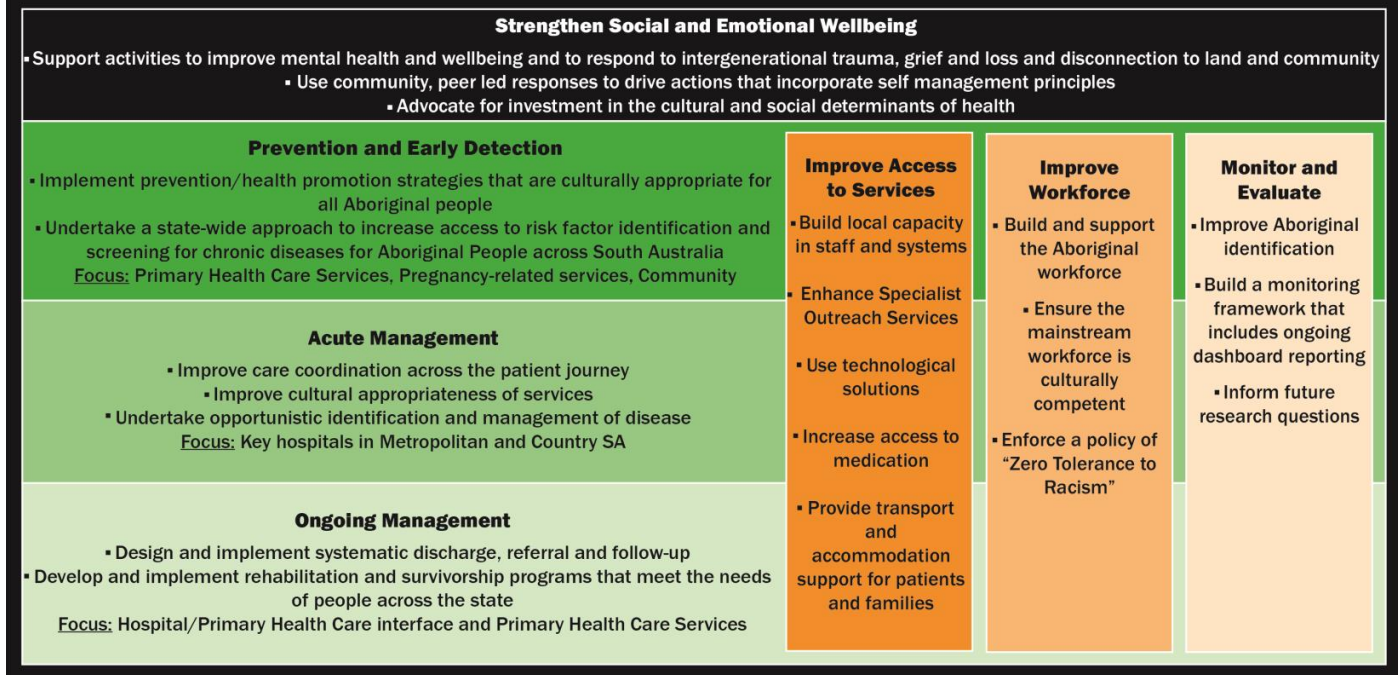 Strengthen Social and Emotional Wellbeing
▪ Support activities to improve mental health and wellbeing and to respond to intergenerational trauma, grief and loss and disconnection to land and community
▪ Use community, peer led responses to drive actions that incorporate self management principles
▪ Advocate for investment in the cultural and social determinants of health
Prevention and Early Detection
▪ Implement prevention/health promotion strategies that are culturally appropriate for
all Aboriginal people
▪ Undertake a state-wide approach to increase access to risk factor identification and
screening for chronic diseases for Aboriginal People across South Australia
Focus: Primary Health Care Services, Pregnancy-related services, Community
Acute Management
▪ Improve care coordination across the patient journey
▪ Improve cultural appropriateness of services
▪ Undertake opportunistic identification and management of disease
Focus: Key hospitals in Metropolitan and Country SA
Ongoing Management
▪ Design and implement systematic discharge, referral and follow-up
▪ Develop and implement rehabilitation and survivorship programs that meet the needs
of people across the state
Focus: Hospital/Primary Health Care interface and Primary Health Care Services
Improve Access
to Services
▪ Build local capacity
in staff and systems
▪ Enhance Specialist
Outreach Services
▪ Use technological
solutions
▪ Increase access to
medication
▪ Provide transport
and
accommodation
support for patients
and families
Improve
Workforce
▪ Build and support
the Aboriginal
workforce
▪ Ensure the
mainstream
workforce is
culturally
competent
▪ Enforce a policy of
“Zero Tolerance to
Racism”
Monitor and
Evaluate
▪ Improve Aboriginal
identification
▪ Build a monitoring
framework that
includes ongoing
dashboard reporting
▪ Inform future
research questions